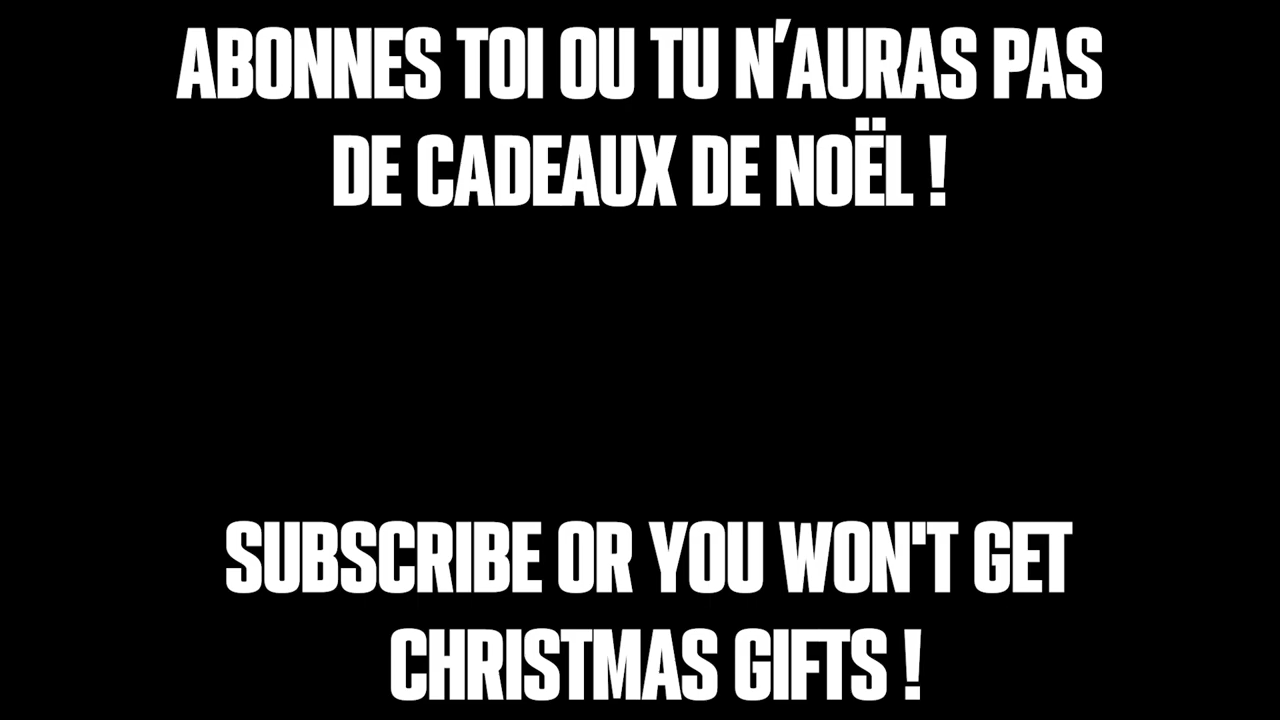 ABONNES TOI OU TU N'AURAS PAS
DE CADEAUX DE NOËL !
SUBSCRIBE OR YOU WON'T GET
CHRISTMAS GIFTS !